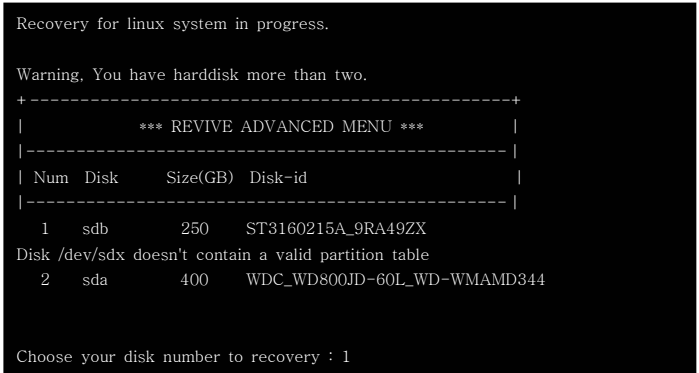 Recovery for linux system in progress.
Warning, You have harddisk more than two.
+-------------------------------------------------+
| *** REVIVE ADVANCED MENU *** |
|-------------------------------------------------|
| Num Disk Size(GB) Disk-id |
|-------------------------------------------------|
1 sdb 250 ST3160215A_9RA49ZX
Disk /dev/sdx doesn't contain a valid partition table
2 sda 400 WDC_WD800JD-60L_WD-WMAMD344
Choose your disk number to recovery : 1